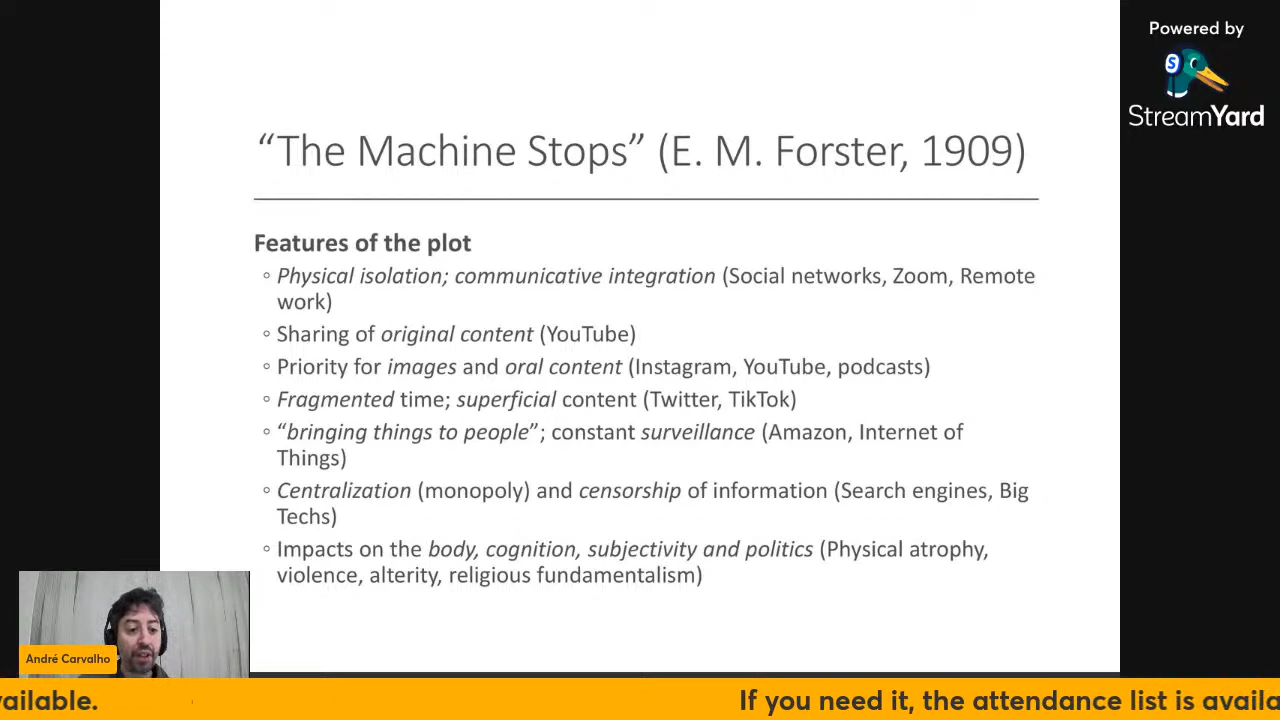 Powered by
S
StreamYard
“The Machine Stops” (E. M. Forster, 1909)
Features of the plot
◦ Physical isolation; communicative integration (Social networks, Zoom, Remote
work)
◦ Sharing of original content (YouTube)
◦ Priority for images and oral content (Instagram, YouTube, podcasts)
◦ Fragmented time; superficial content (Twitter, TikTok)
◦ “bringing things to people”; constant surveillance (Amazon, Internet of
Things)
◦ Centralization (monopoly) and censorship of information (Search engines, Big
Techs)
◦ Impacts on the body, cognition, subjectivity and politics (Physical atrophy,
violence, alterity, religious fundamentalism)
André Carvalho
vailable. If you need it, the attendance list is availa